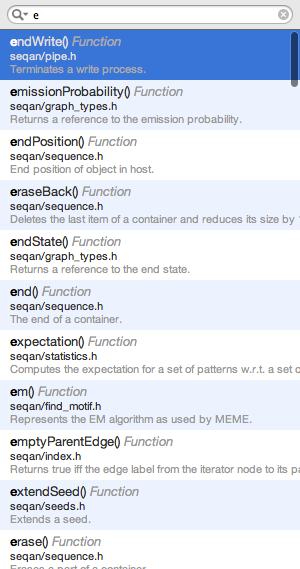 e
endWrite() Function
seqan/pipe.h
Terminates a write process.
emissionProbability() Function
seqan/graph_types.h
Returns a reference to the emission probability.
endPosition() Function
seqan/sequence.h
End position of object in host.
eraseBack() Function
seqan/sequence.h
Deletes the last item of a container and reduces its size by
endState() Function
seqan/graph_types.h
Returns a reference to the end state.
end() Function
seqan/sequence.h
The end of a container.
expectation() Function
seqan/statistics.h
Computes the expectation for a set of patterns w.r.t. a set
em() Function
seqan/find_motif.h
Represents the EM algorithm as used by MEME.
emptyParentEdge() Function
seqan/index.h
Returns true iff the edge label from the iterator node to its
extendSeed() Function
seqan/seeds.h
Extends a seed.
erase() Function
seqan/sequence.h
Erases a part of a container